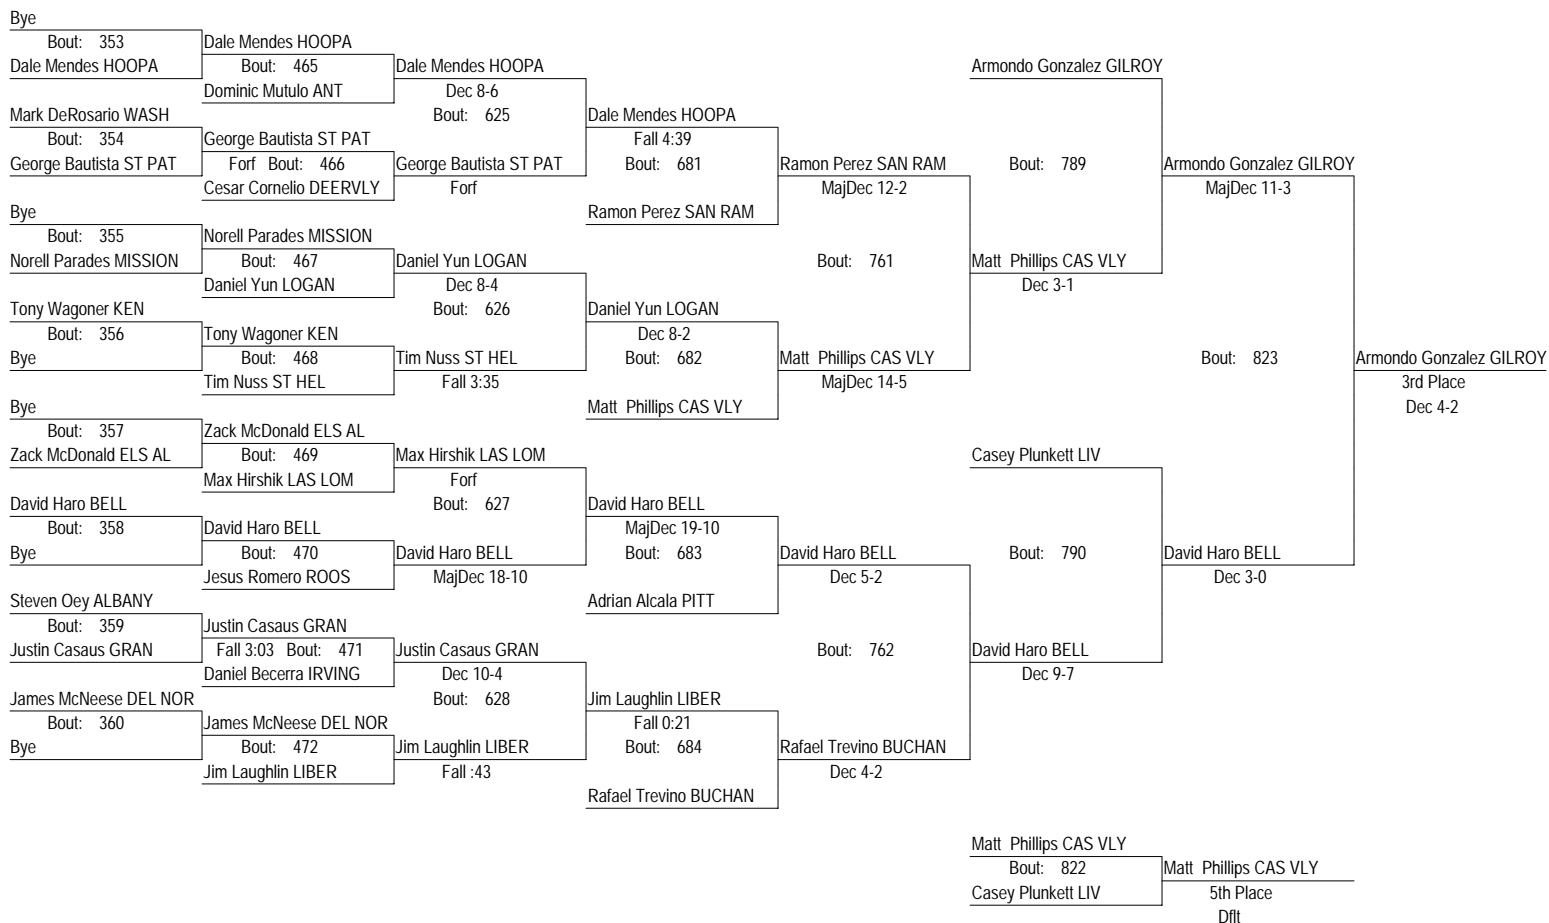 Bye
Bout: 353
Dale Mendes HOOPA
Mark DeRosario WASH
Bout: 354
George Bautista ST PAT
Bye
Bout: 355
Norell Parades MISSION
Tony Wagoner KEN
Bout: 356
Bye
Bye
Bout: 357
Zack McDonald ELS AL
David Haro BELL
Bout: 358
Bye
Steven Oey ALBANY
Bout: 359
Justin Casaus GRAN
James McNeese DEL NOR
Bout: 360
Bye
Dale Mendes HOOPA
Bout: 465
Dominic Mutulo ANT
George Bautista ST PAT
Forf Bout: 466
Cesar Cornelio DEERVLY
Norell Parades MISSION
Bout: 467
Daniel Yun LOGAN
Tony Wagoner KEN
Bout: 468
Tim Nuss ST HEL
Zack McDonald ELS AL
Bout: 469
Max Hirshik LAS LOM
David Haro BELL
Bout: 470
Jesus Romero ROOS
Justin Casaus GRAN
Fall 3:03 Bout: 471
Daniel Becerra IRVING
James McNeese DEL NOR
Bout: 472
Jim Laughlin LIBER
Dale Mendes HOOPA
Dec 8-6
Bout: 625
George Bautista ST PAT
Forf
Daniel Yun LOGAN
Dec 8-4
Bout: 626
Tim Nuss ST HEL
Fall 3:35
Max Hirshik LAS LOM
Forf
Bout: 627
David Haro BELL
MajDec 18-10
Justin Casaus GRAN
Dec 10-4
Bout: 628
Jim Laughlin LIBER
Fall :43
Dale Mendes HOOPA
Fall 4:39
Bout: 681
Ramon Perez SAN RAM
Daniel Yun LOGAN
Dec 8-2
Bout: 682
Matt Phillips CAS VLY
David Haro BELL
MajDec 19-10
Bout: 683
Adrian Alcala PITT
Jim Laughlin LIBER
Fall 0:21
Bout: 684
Rafael Trevino BUCHAN
Ramon Perez SAN RAM
MajDec 12-2
Bout: 761
Matt Phillips CAS VLY
MajDec 14-5
David Haro BELL
Dec 5-2
Bout: 762
Rafael Trevino BUCHAN
Dec 4-2
Armondo Gonzalez GILROY
Bout: 789
Matt Phillips CAS VLY
Dec 3-1
Casey Plunkett LIV
Bout: 790
David Haro BELL
Dec 9-7
Armondo Gonzalez GILROY
MajDec 11-3
Bout: 823
David Haro BELL
Dec 3-0
Armondo Gonzalez GILROY
3rd Place
Dec 4-2
Matt Phillips CAS VLY
Bout: 822
Casey Plunkett LIV
Matt Phillips CAS VLY
5th Place
Dflt